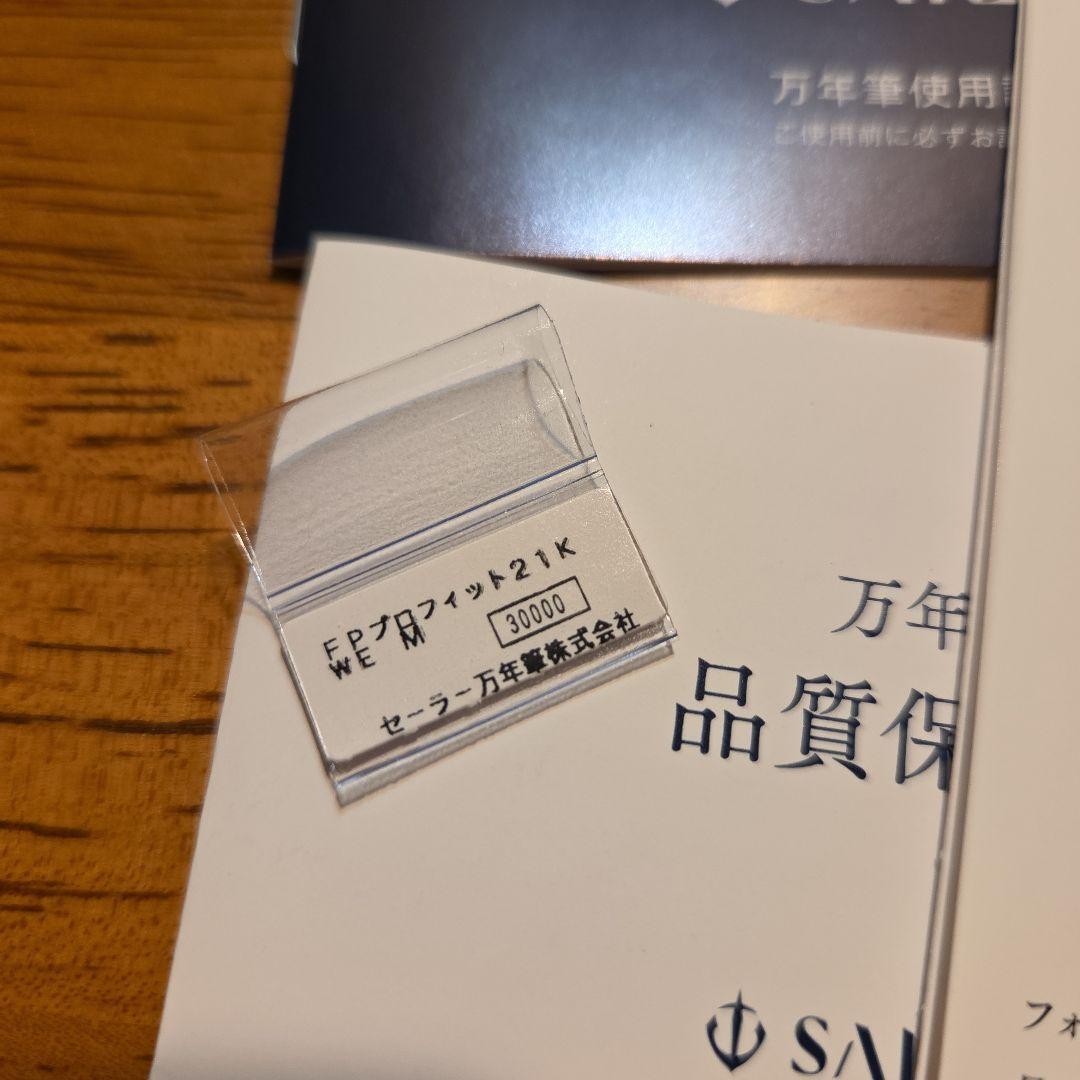 万年筆使用
ご使用前に必ずお
FPプロフィット21K
WE M 30000
セーラー万年筆株式会社
万年
品質保
SAI
フォ